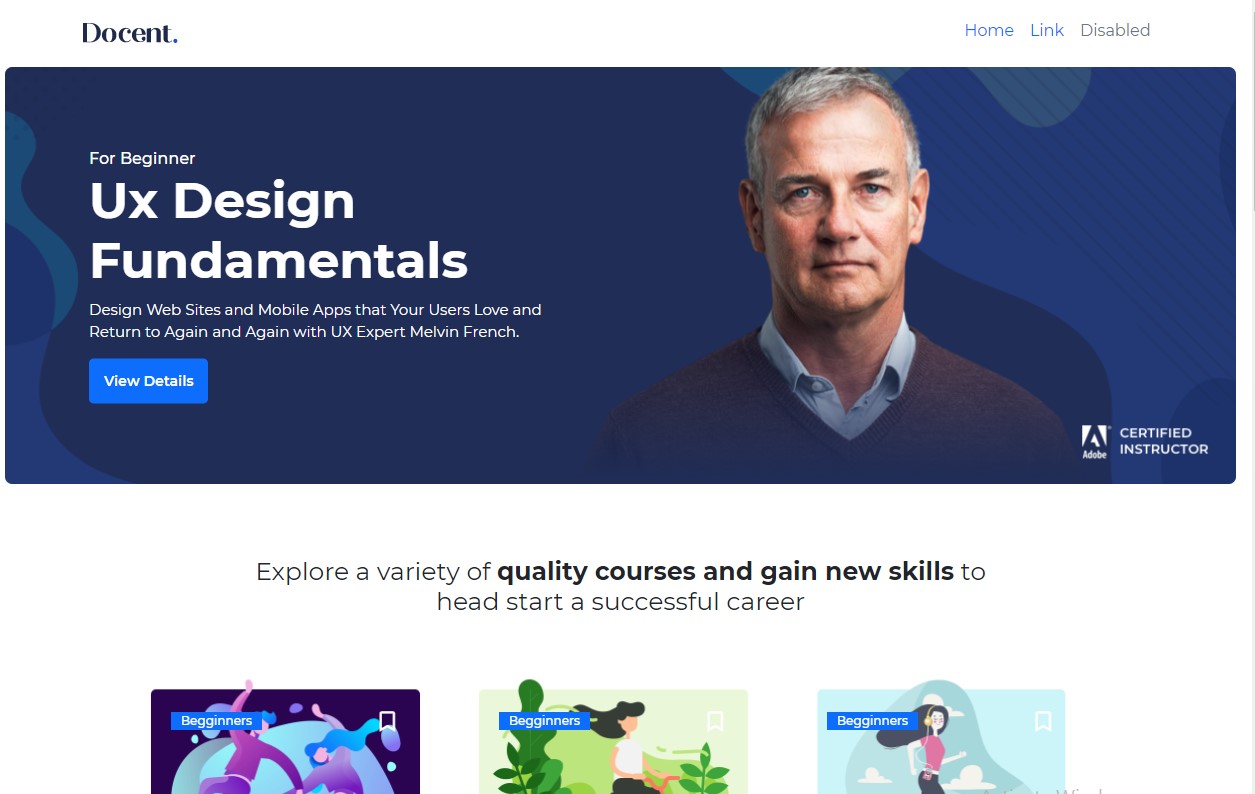 Docent.
Home Link Disabled
For Beginner
Ux Design
Fundamentals
Design Web Sites and Mobile Apps that Your Users Love and
Return to Again and Again with UX Expert Melvin French.
View Details
Adobe
CERTIFIED
INSTRUCTOR
Explore a variety of quality courses and gain new skills to
head start a successful career
Begginners
Begginners
Begginners